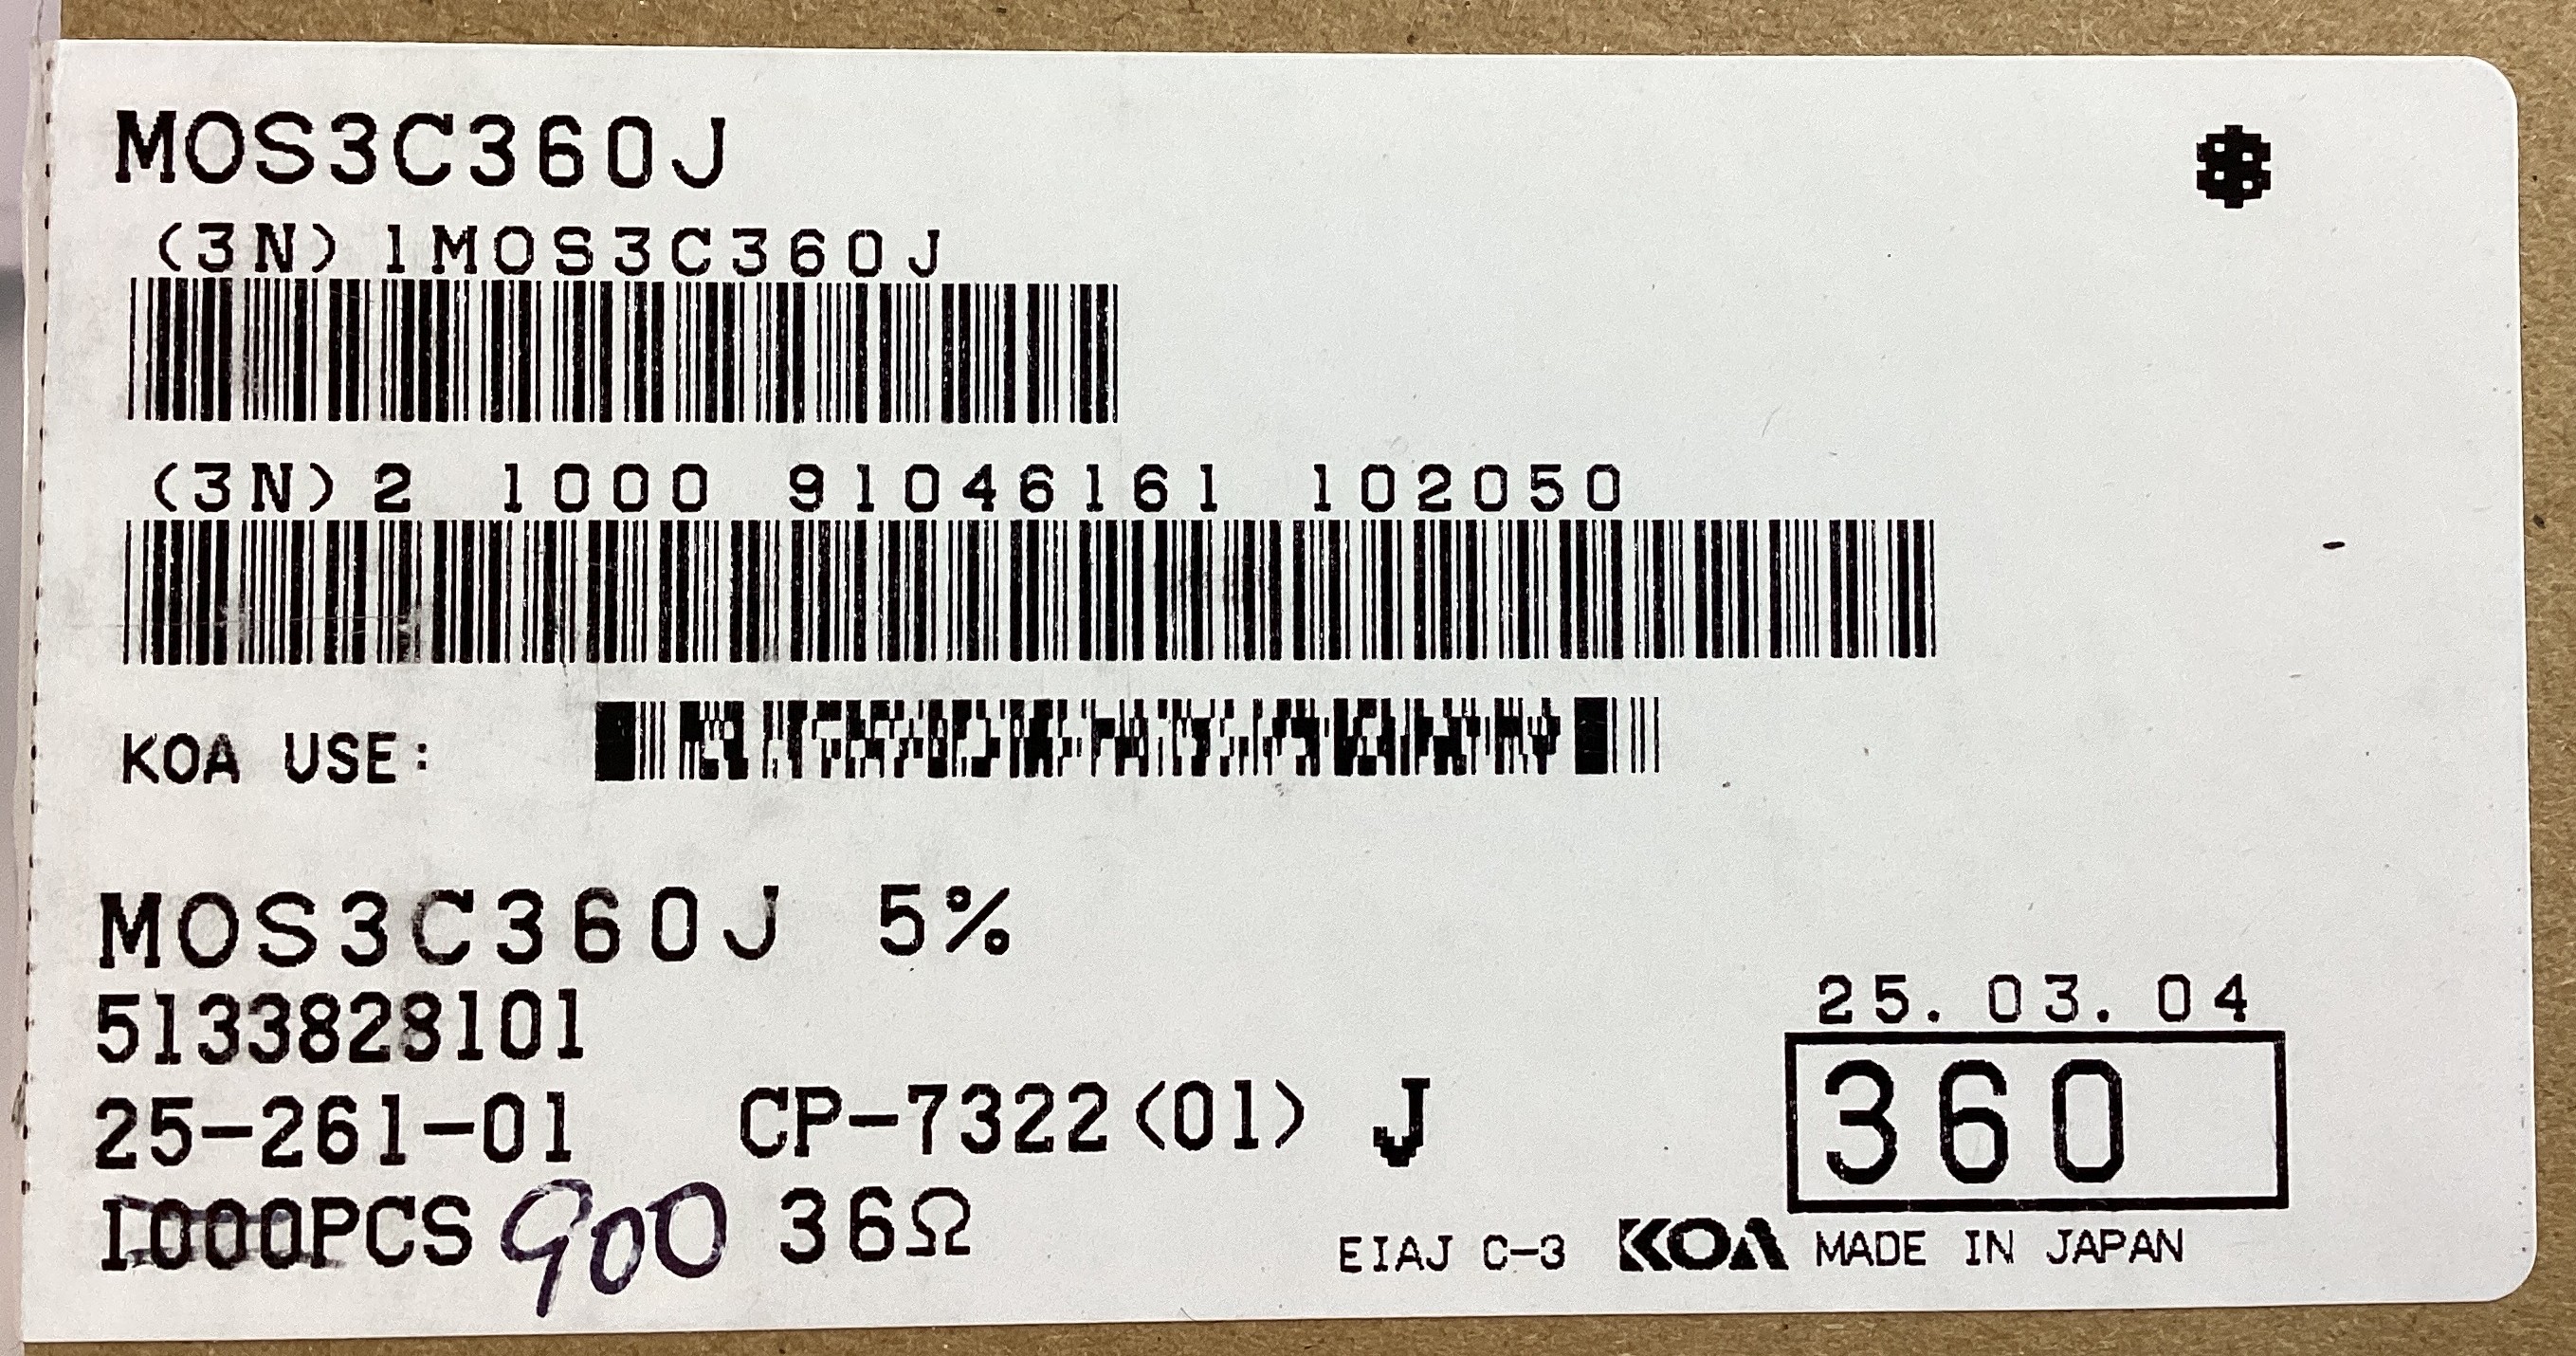 MOS3C360J
(3N)1MOS3C360J
(3N)2 1000 91046161 102050
KOA USE:
MOS3C360J 5%
5133828101
25.03.04
25-261-01 CP-7322(01) J
360
1000PCS 900 36Ω
EIAJ C-3 KOA MADE IN JAPAN